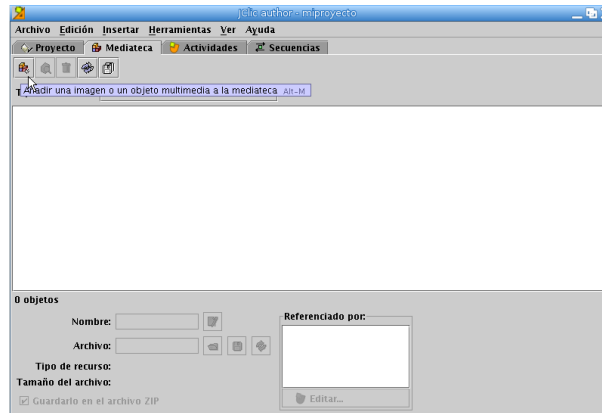 JClic author - miproyecto
Archivo Edición Insertar Herramientas Ver Ayuda
Proyecto Mediateca Actividades Secuencias
Añadir una imagen o un objeto multimedia a la mediateca Alt-M
0 objetos
Nombre:
Referenciado por:
Archivo:
Tipo de recurso:
Tamaño del archivo:
Guardarlo en el archivo ZIP
Editar...